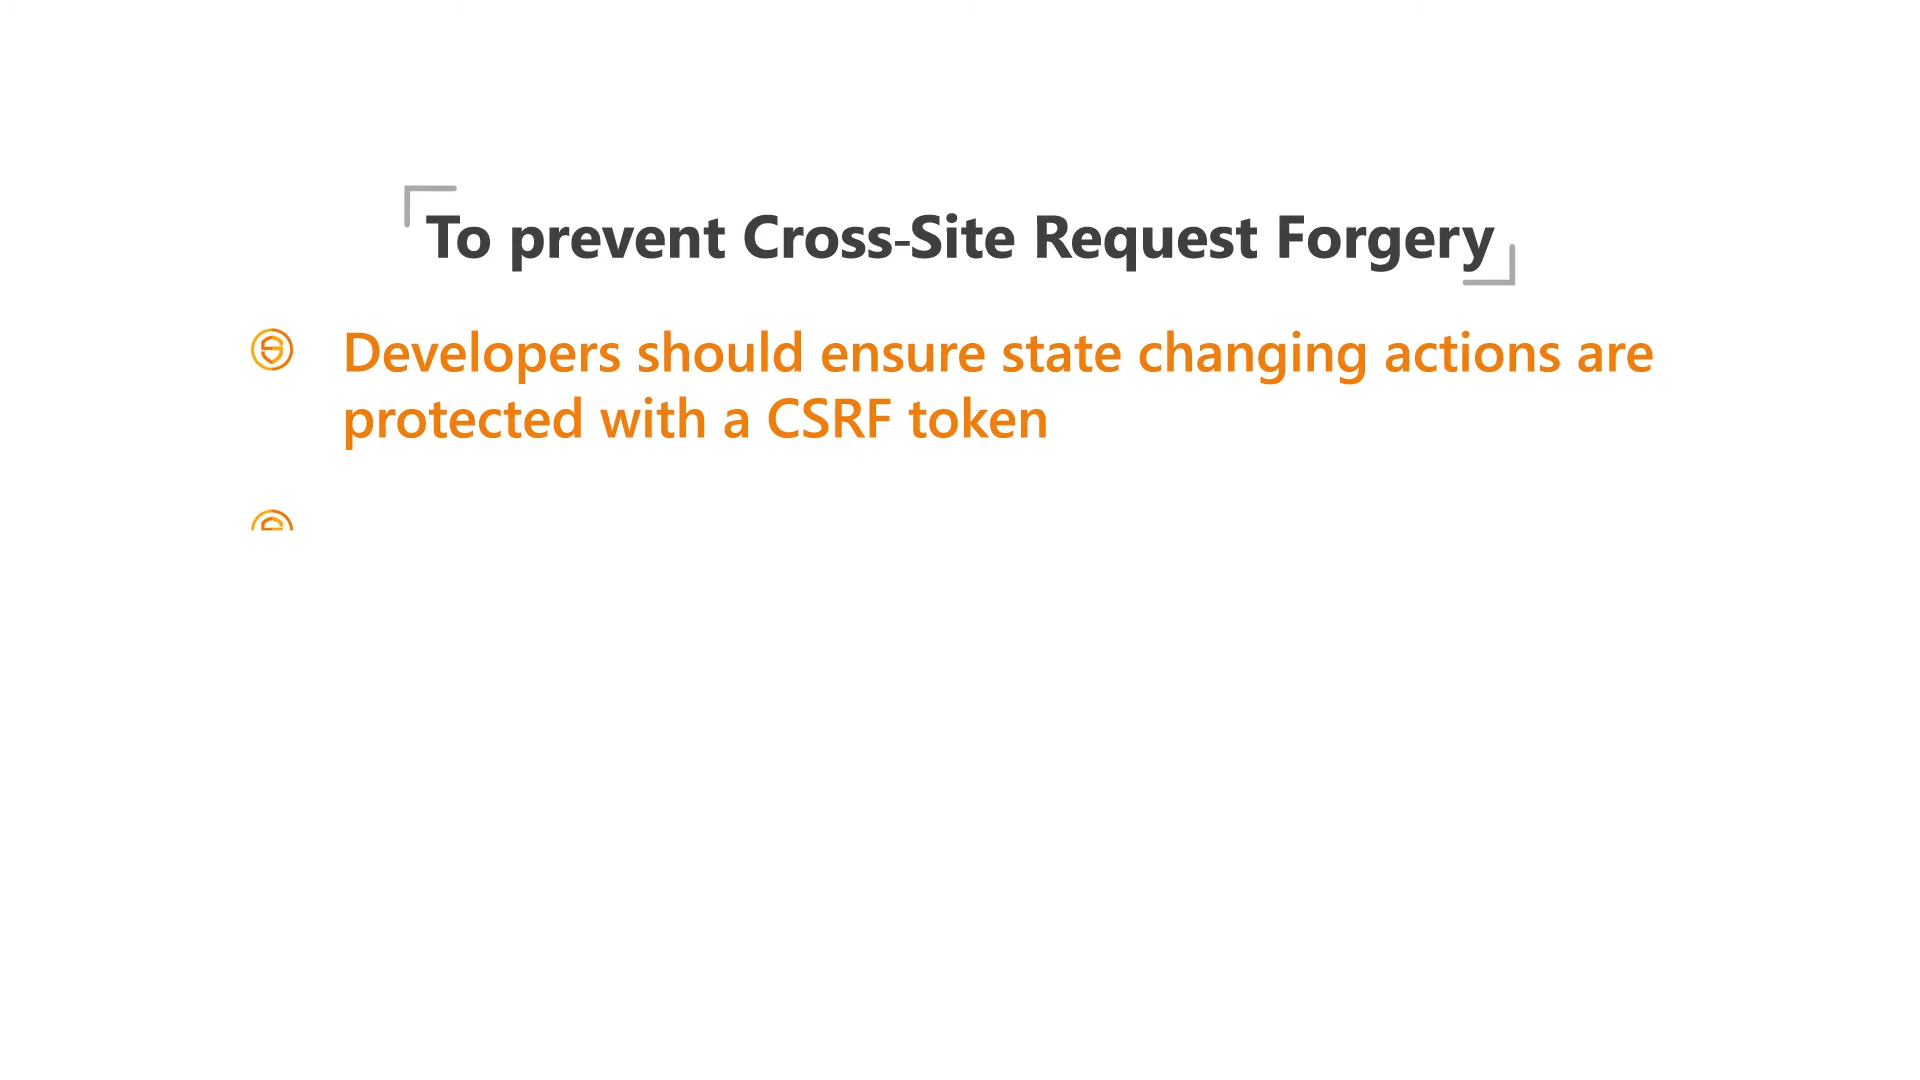 To prevent Cross-Site Request Forgery
Developers should ensure state changing actions are
protected with a CSRF token